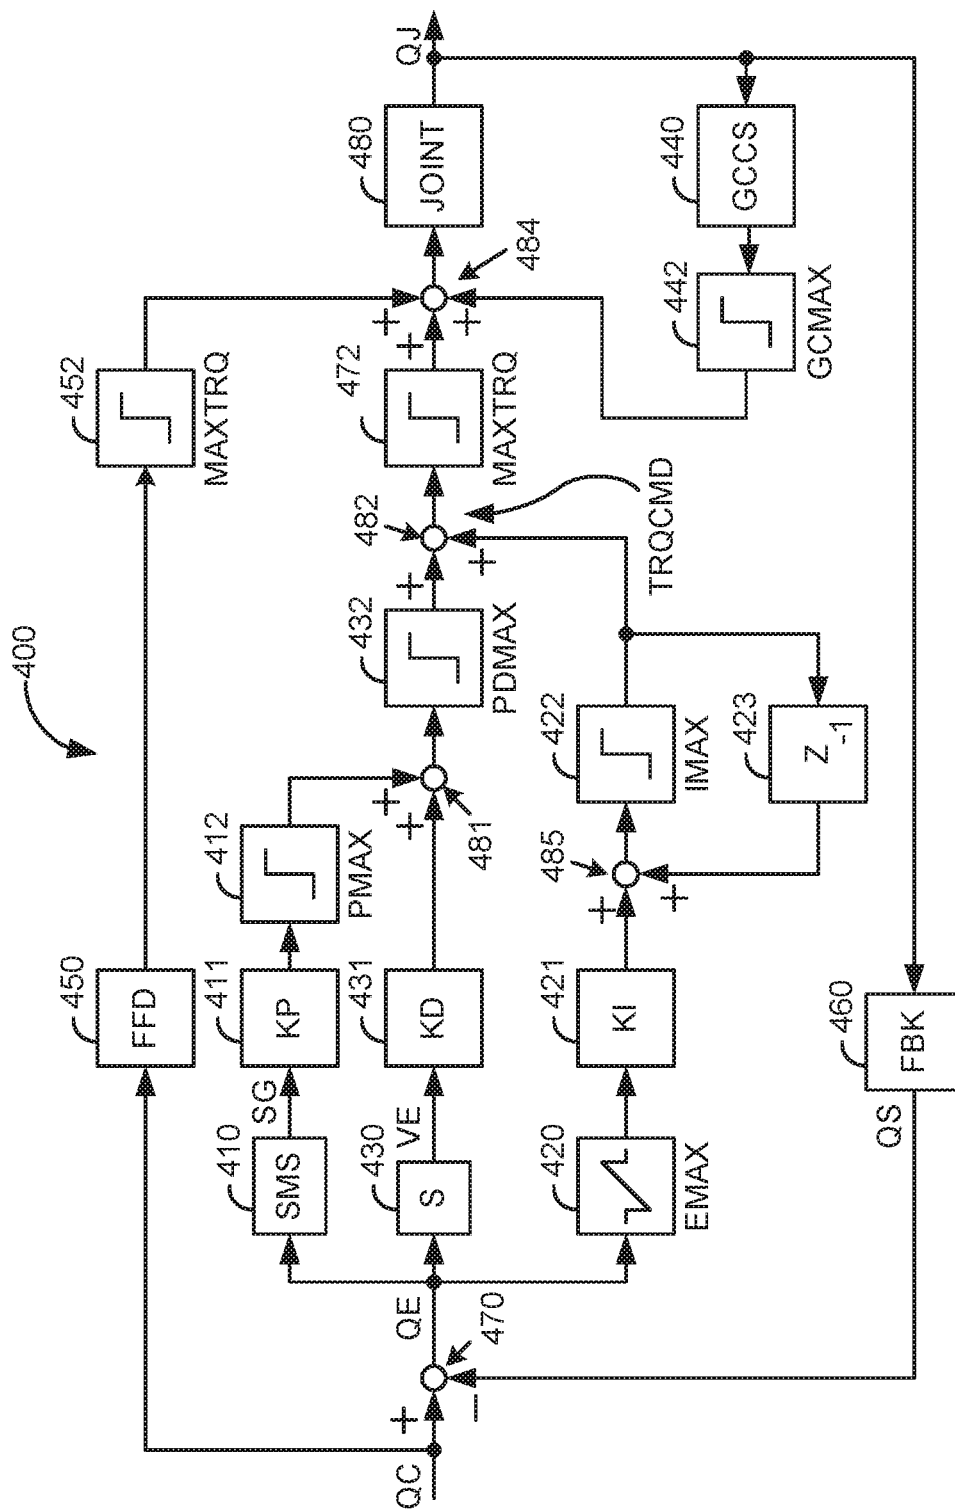 400
450
FFD
452
MAXTRQ
410
SMS
SG
411
KP
412
PMAX
QC
+
−
470
QE
430
S
VE
431
KD
+
+
481
432
PDMAX
+
+
482
TRQCMD
472
MAXTRQ
+
+
+
484
480
JOINT
QJ
420
EMAX
421
KI
+
+
485
422
IMAX
423
Z -1
442
GCMAX
440
GCCS
460
FBK
QS